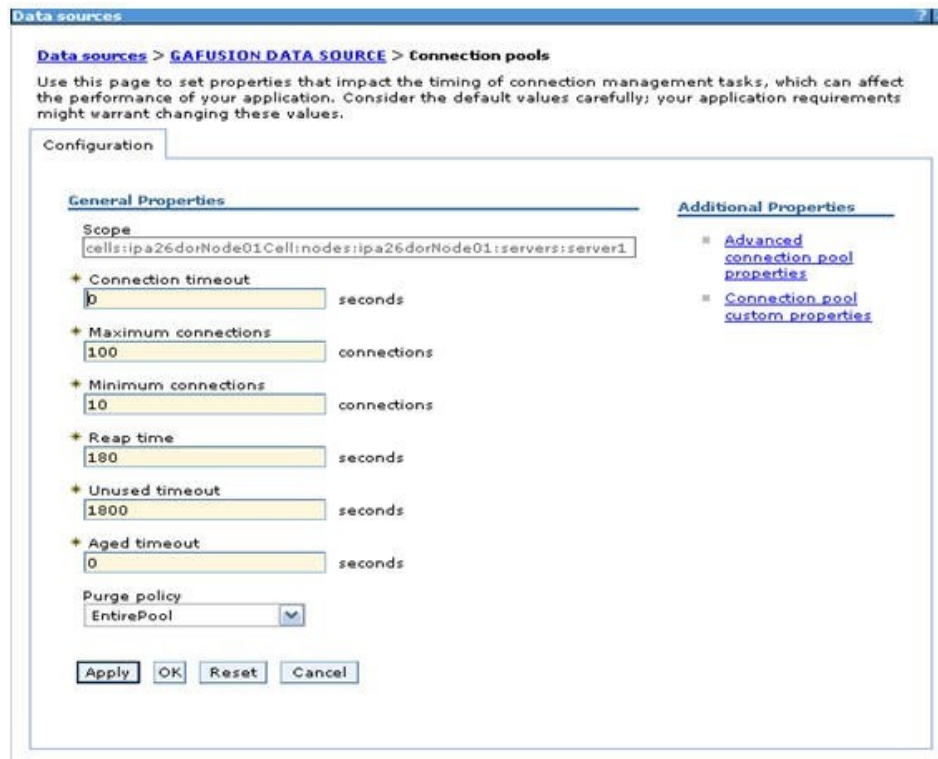 Data sources
?
Data sources > GAFUSION DATA SOURCE > Connection pools
Use this page to set properties that impact the timing of connection management tasks, which can affect
the performance of your application. Consider the default values carefully; your application requirements
might warrant changing these values.
Configuration
General Properties
Scope
cells:ipa26dorNode01Cell:nodes:ipa26dorNode01:servers:server1
* Connection timeout
0 seconds
* Maximum connections
100 connections
* Minimum connections
10 connections
* Reap time
180 seconds
* Unused timeout
1800 seconds
* Aged timeout
0 seconds
Purge policy
EntirePool
Apply OK Reset Cancel
Additional Properties
Advanced
connection pool
properties
Connection pool
custom properties